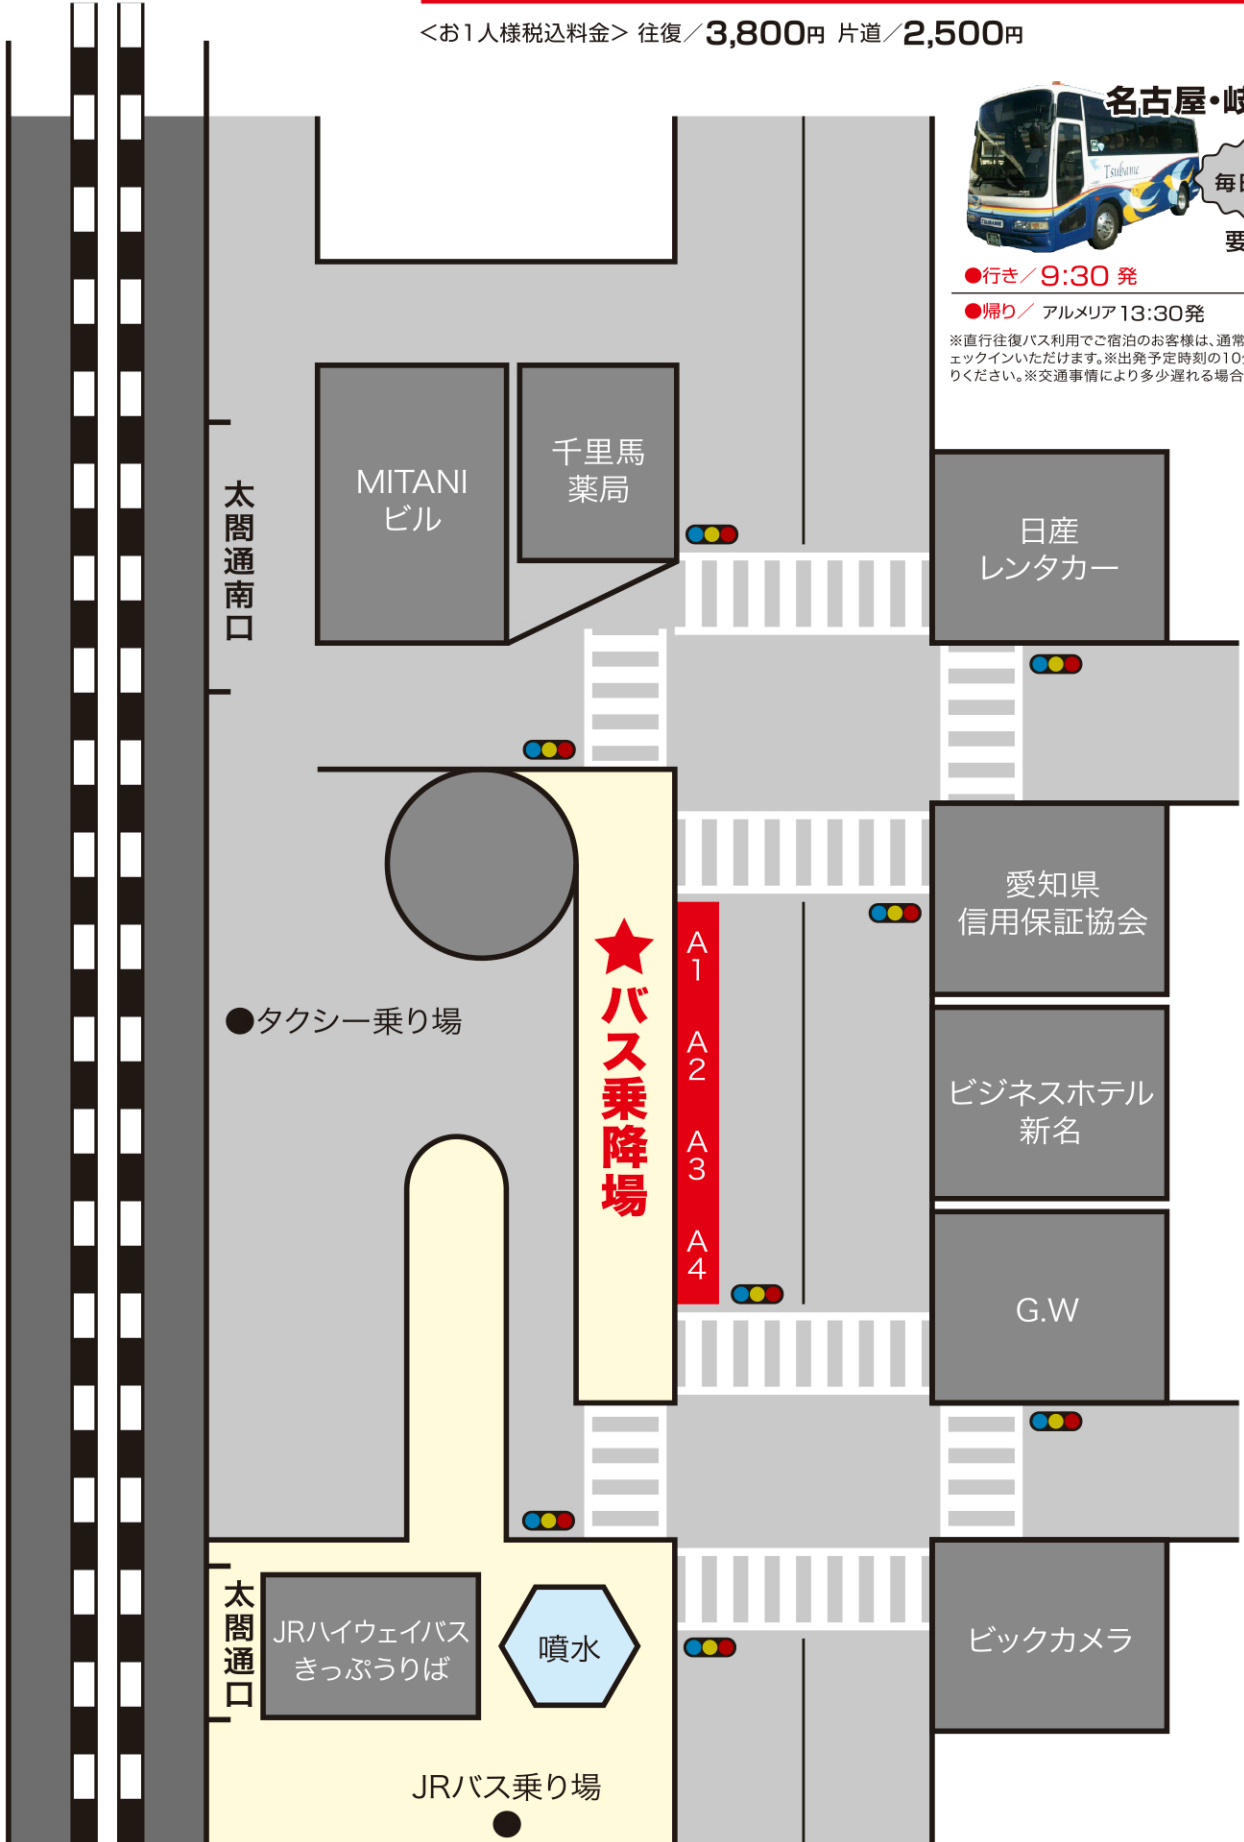 ＜お1人様税込料金＞ 往復／3,800円 片道／2,500円
名古屋・岐
Tsubame
毎日
要
●行き／9:30 発
●帰り／ アルメリア13:30発
※直行往復バス利用でご宿泊のお客様は、通常
ェックインいただけます。※出発予定時刻の10分
りください。※交通事情により多少遅れる場合
千里馬
薬局
MITANI
ビル
太閤通南口
日産
レンタカー
愛知県
信用保証協会
★バス乗降場
A1
A2
A3
A4
●タクシー乗り場
ビジネスホテル
新名
G.W
太閤通口
JRハイウェイバス
きっぷうりば
噴水
ビックカメラ
JRバス乗り場